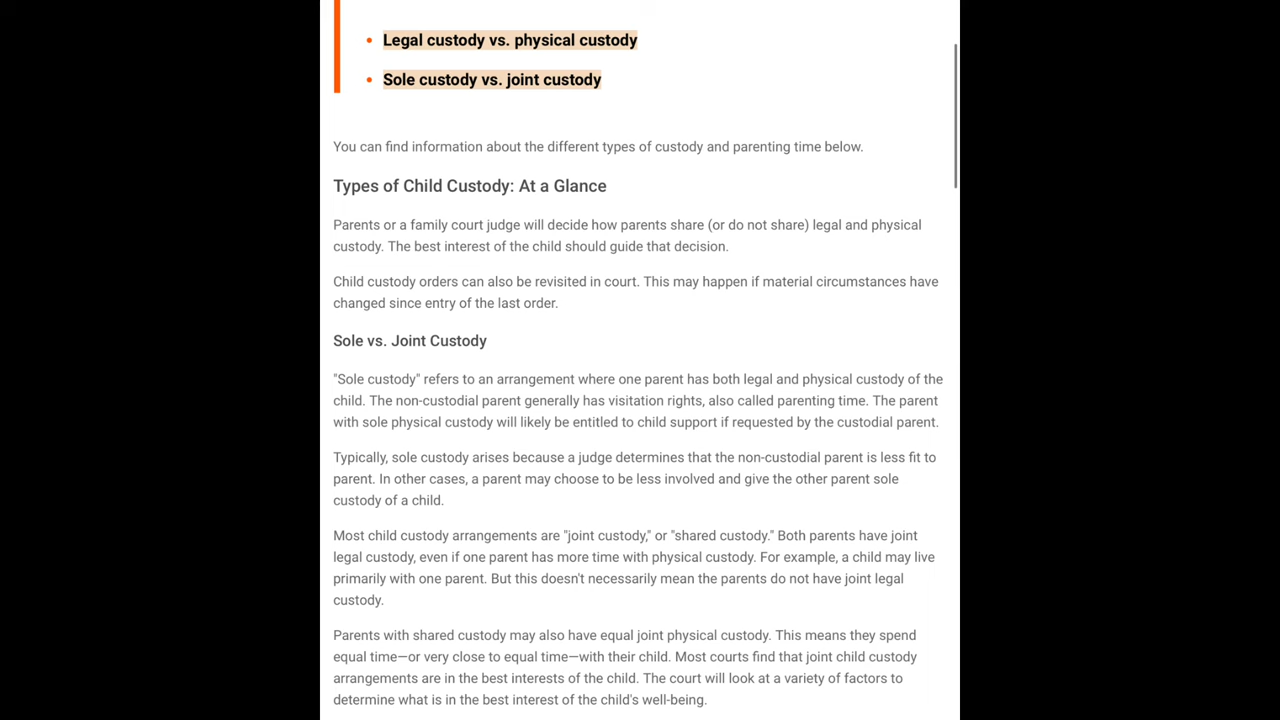 Legal custody vs. physical custody
Sole custody vs. joint custody
You can find information about the different types of custody and parenting time below.
Types of Child Custody: At a Glance
Parents or a family court judge will decide how parents share (or do not share) legal and physical
custody. The best interest of the child should guide that decision.
Child custody orders can also be revisited in court. This may happen if material circumstances have
changed since entry of the last order.
Sole vs. Joint Custody
"Sole custody" refers to an arrangement where one parent has both legal and physical custody of the
child. The non-custodial parent generally has visitation rights, also called parenting time. The parent
with sole physical custody will likely be entitled to child support if requested by the custodial parent.
Typically, sole custody arises because a judge determines that the non-custodial parent is less fit to
parent. In other cases, a parent may choose to be less involved and give the other parent sole
custody of a child.
Most child custody arrangements are "joint custody," or "shared custody." Both parents have joint
legal custody, even if one parent has more time with physical custody. For example, a child may live
primarily with one parent. But this doesn't necessarily mean the parents do not have joint legal
custody.
Parents with shared custody may also have equal joint physical custody. This means they spend
equal time—or very close to equal time—with their child. Most courts find that joint child custody
arrangements are in the best interests of the child. The court will look at a variety of factors to
determine what is in the best interest of the child's well-being.